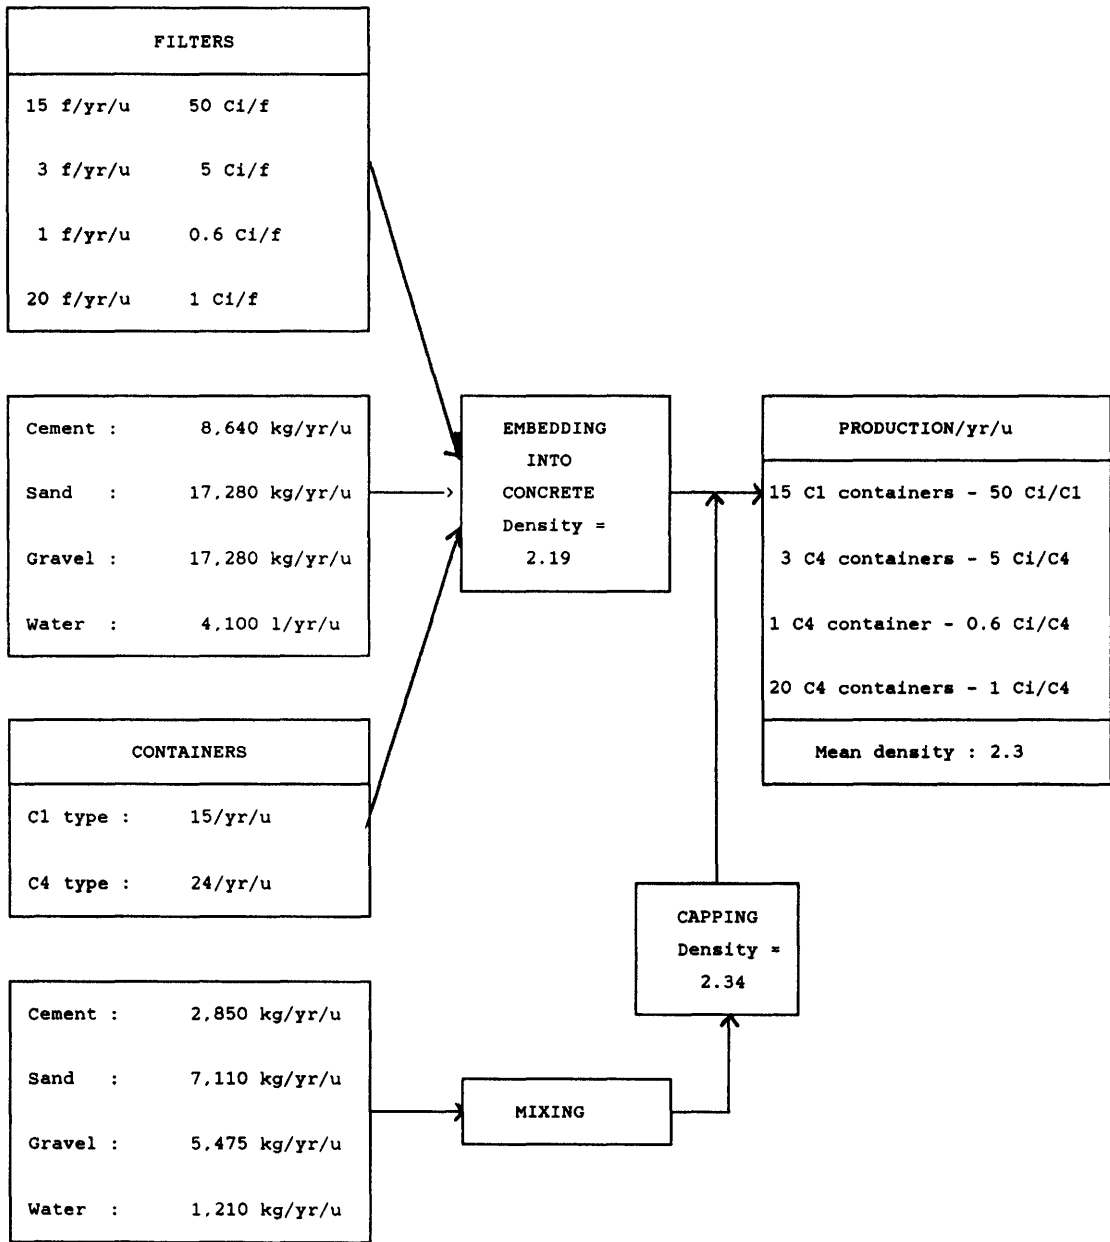 FILTERS
15 f/yr/u 50 Ci/f
3 f/yr/u 5 Ci/f
1 f/yr/u 0.6 Ci/f
20 f/yr/u 1 Ci/f
Cement : 8,640 kg/yr/u
Sand : 17,280 kg/yr/u
Gravel : 17,280 kg/yr/u
Water : 4,100 l/yr/u
EMBEDDING
INTO
CONCRETE
Density =
2.19
PRODUCTION/yr/u
15 C1 containers - 50 Ci/C1
3 C4 containers - 5 Ci/C4
1 C4 container - 0.6 Ci/C4
20 C4 containers - 1 Ci/C4
Mean density : 2.3
CONTAINERS
C1 type : 15/yr/u
C4 type : 24/yr/u
CAPPING
Density =
2.34
Cement : 2,850 kg/yr/u
Sand : 7,110 kg/yr/u
Gravel : 5,475 kg/yr/u
Water : 1,210 kg/yr/u
MIXING